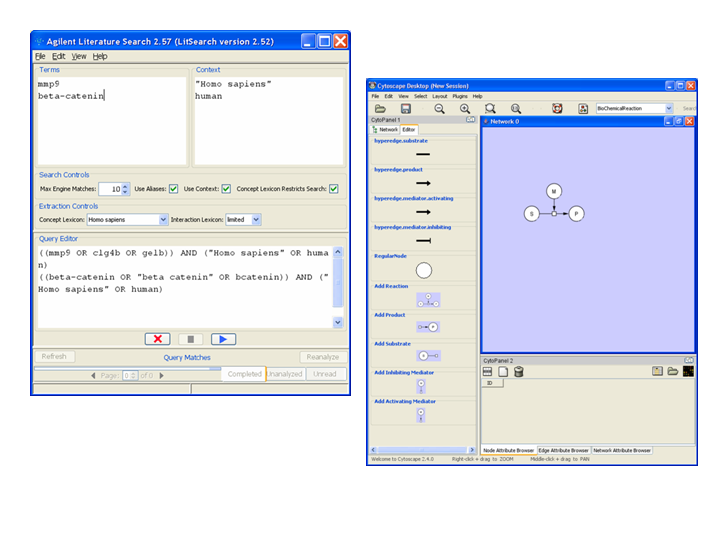 Agilent Literature Search 2.57 (LitSearch version 2.52)
File Edit View Help
Terms
mmp9
beta-catenin
Context
"Homo sapiens"
human
Search Controls
Max Engine Matches: 10 Use Aliases: Use Context: Concept Lexicon Restricts Search:
Extraction Controls
Concept Lexicon: Homo sapiens Interaction Lexicon: limited
Query Editor
((mmp9 OR clg4b OR gelb)) AND ("Homo sapiens" OR huma
n)
((beta-catenin OR "beta catenin" OR bcatenin)) AND ("
Homo sapiens" OR human)
Refresh Query Matches Reanalyze
Page: 0 of 0 Completed Unanalyzed Unread
Cytoscape Desktop (New Session)
File Edit View Select Layout Plugins Help
BioChemicalReaction Searc
CytoPanel 1
Network Editor
hyperedge.substrate
hyperedge.product
hyperedge.mediator.activating
hyperedge.mediator.inhibiting
RegularNode
Add Reaction
Add Product
P
Add Substrate
Add Inhibiting Mediator
Add Activating Mediator
Network 0
M
S
P
CytoPanel 2
ID
Node Attribute Browser Edge Attribute Browser Network Attribute Browser
Welcome to Cytoscape 2.4.0 Right-click + drag to ZOOM Middle-click + drag to PAN